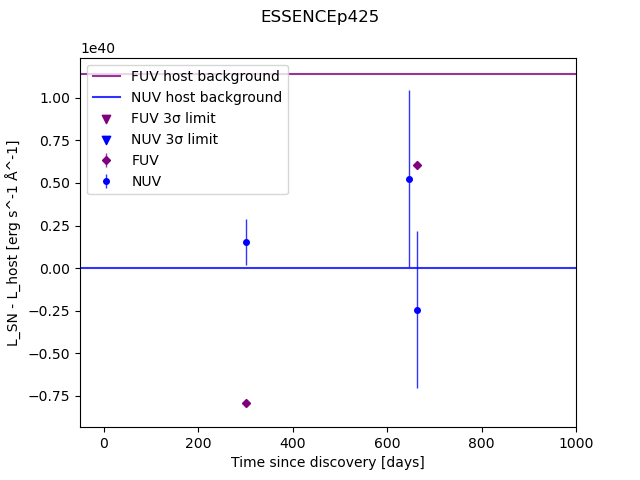 ESSENCEp425
1e40
FUV host background
NUV host background
FUV 3σ limit
NUV 3σ limit
FUV
NUV
L_SN - L_host [erg s^-1 Å^-1]
1.00
0.75
0.50
0.25
0.00
−0.25
−0.50
−0.75
0 200 400 600 800 1000
Time since discovery [days]